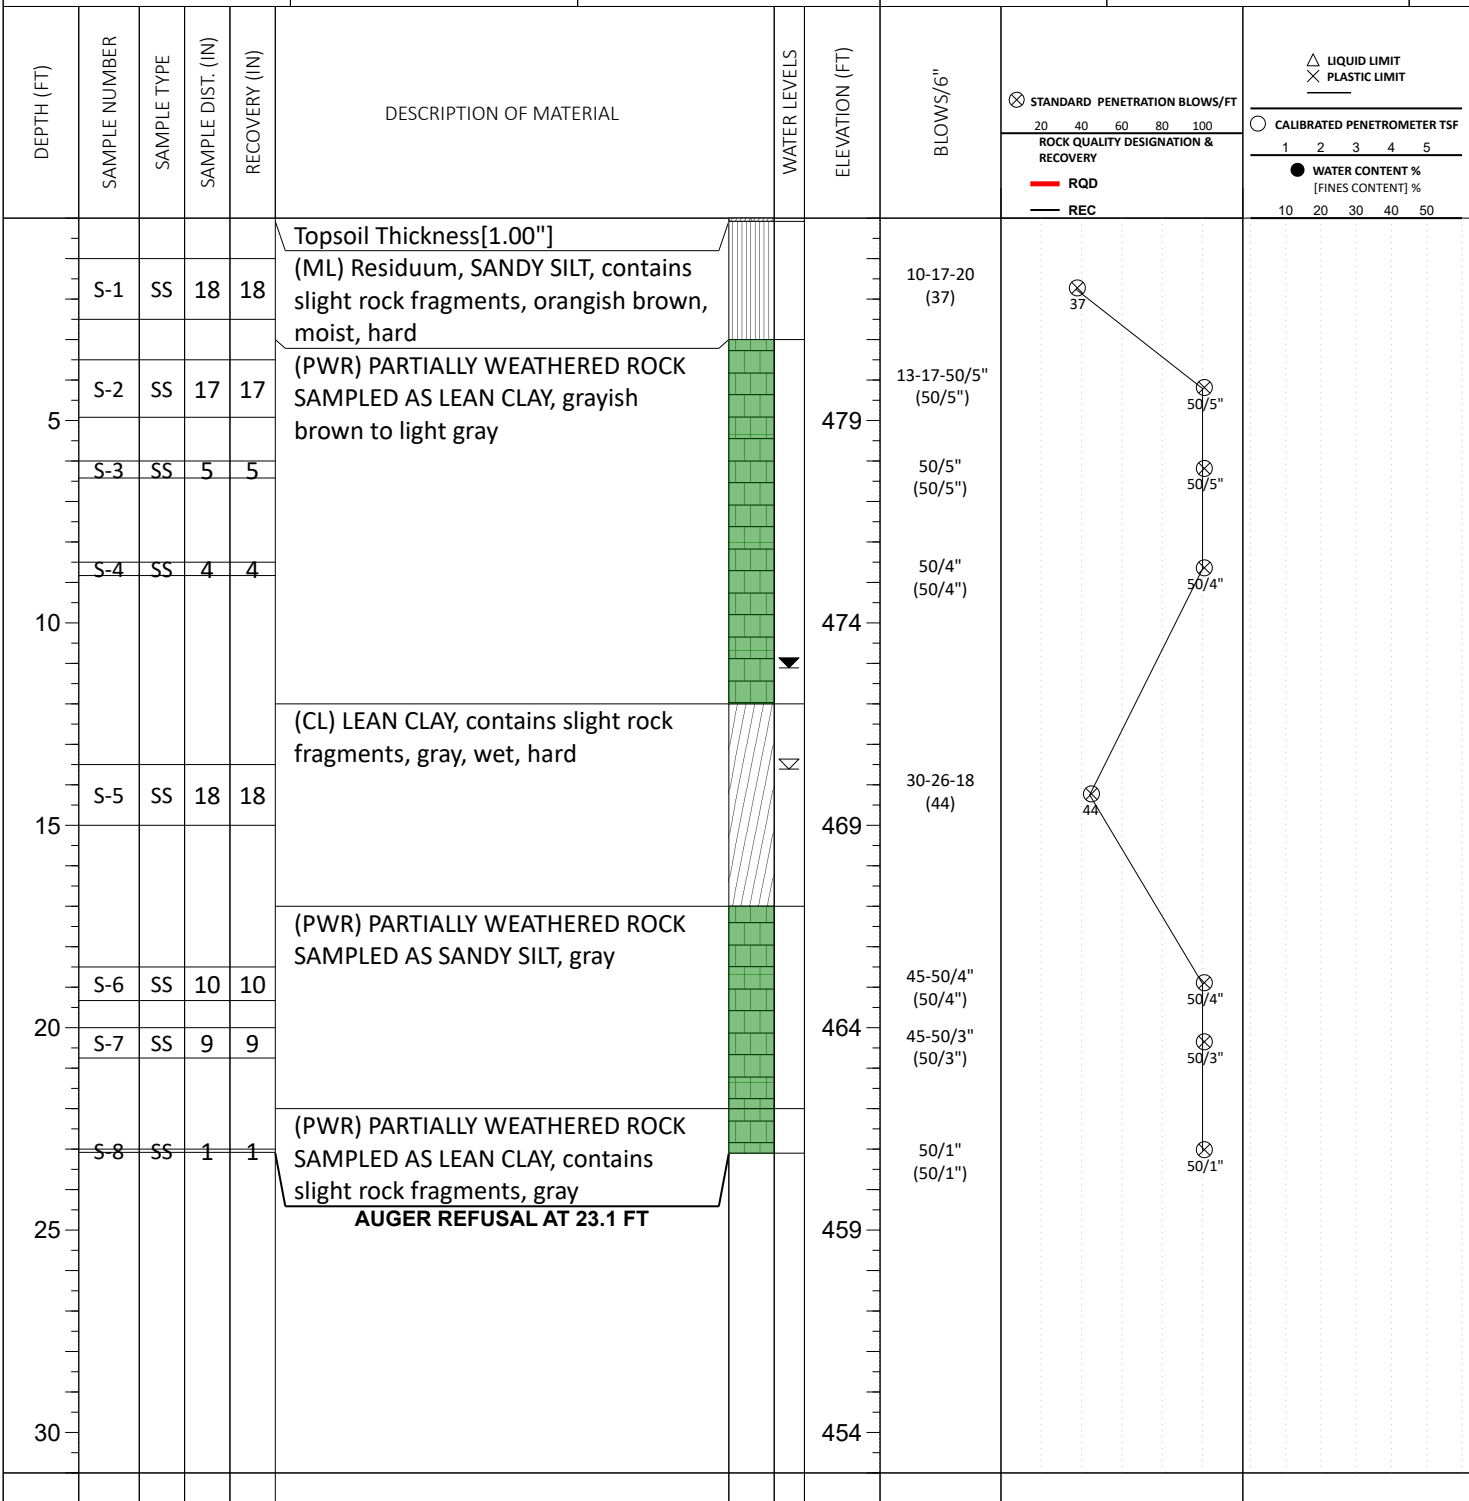 DEPTH (FT)
SAMPLE NUMBER
SAMPLE TYPE
SAMPLE DIST. (IN)
RECOVERY (IN)
DESCRIPTION OF MATERIAL
WATER LEVELS
ELEVATION (FT)
BLOWS/6"
STANDARD PENETRATION BLOWS/FT
20 40 60 80 100
ROCK QUALITY DESIGNATION &
RECOVERY
RQD
REC
LIQUID LIMIT
PLASTIC LIMIT
CALIBRATED PENETROMETER TSF
1 2 3 4 5
WATER CONTENT %
[FINES CONTENT] %
10 20 30 40 50
Topsoil Thickness[1.00"]
(ML) Residuum, SANDY SILT, contains
slight rock fragments, orangish brown,
moist, hard
S-1 SS 18 18
10-17-20
(37)
37
(PWR) PARTIALLY WEATHERED ROCK
SAMPLED AS LEAN CLAY, grayish
brown to light gray
S-2 SS 17 17
13-17-50/5"
(50/5")
50/5"
5
479
S-3 SS 5 5
50/5"
(50/5")
50/5"
S-4 SS 4 4
50/4"
(50/4")
50/4"
10
474
(CL) LEAN CLAY, contains slight rock
fragments, gray, wet, hard
S-5 SS 18 18
30-26-18
(44)
44
15
469
(PWR) PARTIALLY WEATHERED ROCK
SAMPLED AS SANDY SILT, gray
S-6 SS 10 10
45-50/4"
(50/4")
50/4"
20
464
S-7 SS 9 9
45-50/3"
(50/3")
50/3"
(PWR) PARTIALLY WEATHERED ROCK
SAMPLED AS LEAN CLAY, contains
slight rock fragments, gray
S-8 SS 1 1
50/1"
(50/1")
50/1"
AUGER REFUSAL AT 23.1 FT
25
459
30
454